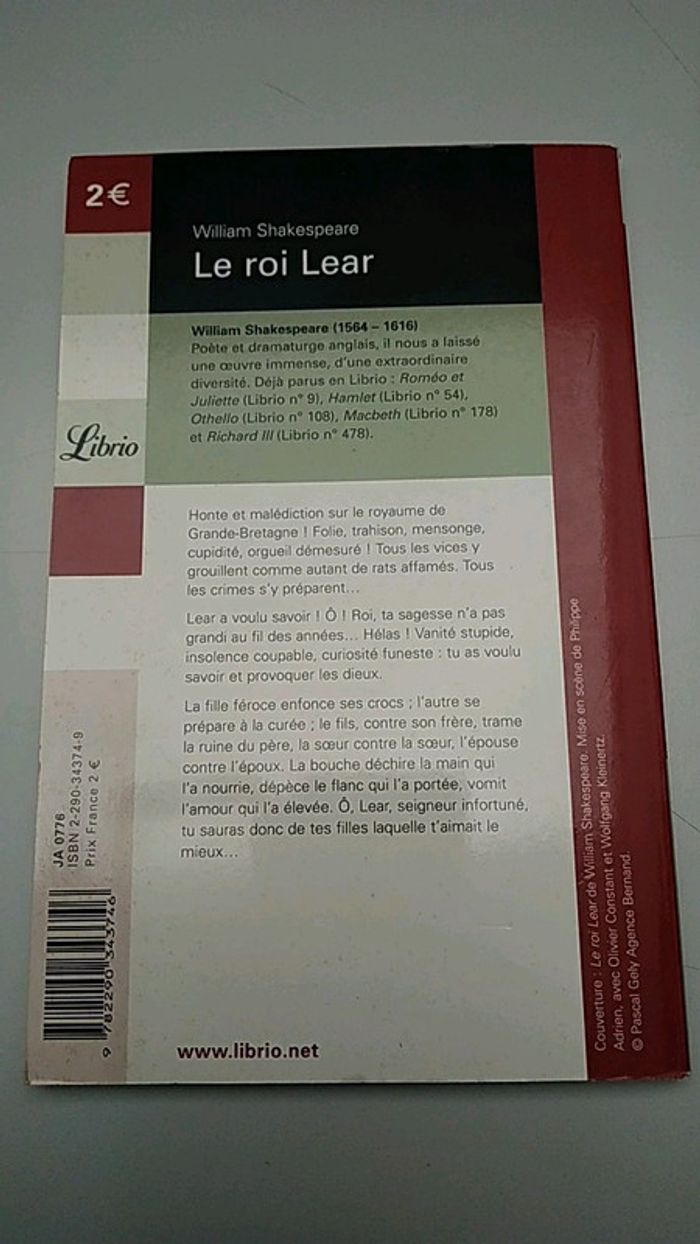 2€
William Shakespeare
Le roi Lear
William Shakespeare (1564 – 1616)
Poète et dramaturge anglais, il nous a laissé
une œuvre immense, d'une extraordinaire
diversité. Déjà parus en Librio : Roméo et
Juliette (Librio n° 9), Hamlet (Librio n° 54),
Othello (Librio n° 108), Macbeth (Librio n° 178)
et Richard III (Librio n° 478).
Librio
Honte et malédiction sur le royaume de
Grande-Bretagne ! Folie, trahison, mensonge,
cupidité, orgueil démesuré ! Tous les vices y
grouillent comme autant de rats affamés. Tous
les crimes s'y préparent...
Lear a voulu savoir ! Ô ! Roi, ta sagesse n'a pas
grandi au fil des années... Hélas ! Vanité stupide,
insolence coupable, curiosité funeste : tu as voulu
savoir et provoquer les dieux.
La fille féroce enfonce ses crocs ; l'autre se
prépare à la curée ; le fils, contre son frère, trame
la ruine du père, la sœur contre la sœur, l'épouse
contre l'époux. La bouche déchire la main qui
l'a nourrie, dépèce le flanc qui l'a portée, vomit
l'amour qui l'a élevée. Ô, Lear, seigneur infortuné,
tu sauras donc de tes filles laquelle t'aimait le
mieux...
www.librio.net
JA 0776
ISBN 2-290-34374-9
Prix France 2 €
9 782290 343746
Couverture : Le roi Lear de William Shakespeare. Mise en scène de Philippe
Adrien, avec Olivier Constant et Wolfgang Kleinertz.
© Pascal Gely Agence Bernand.